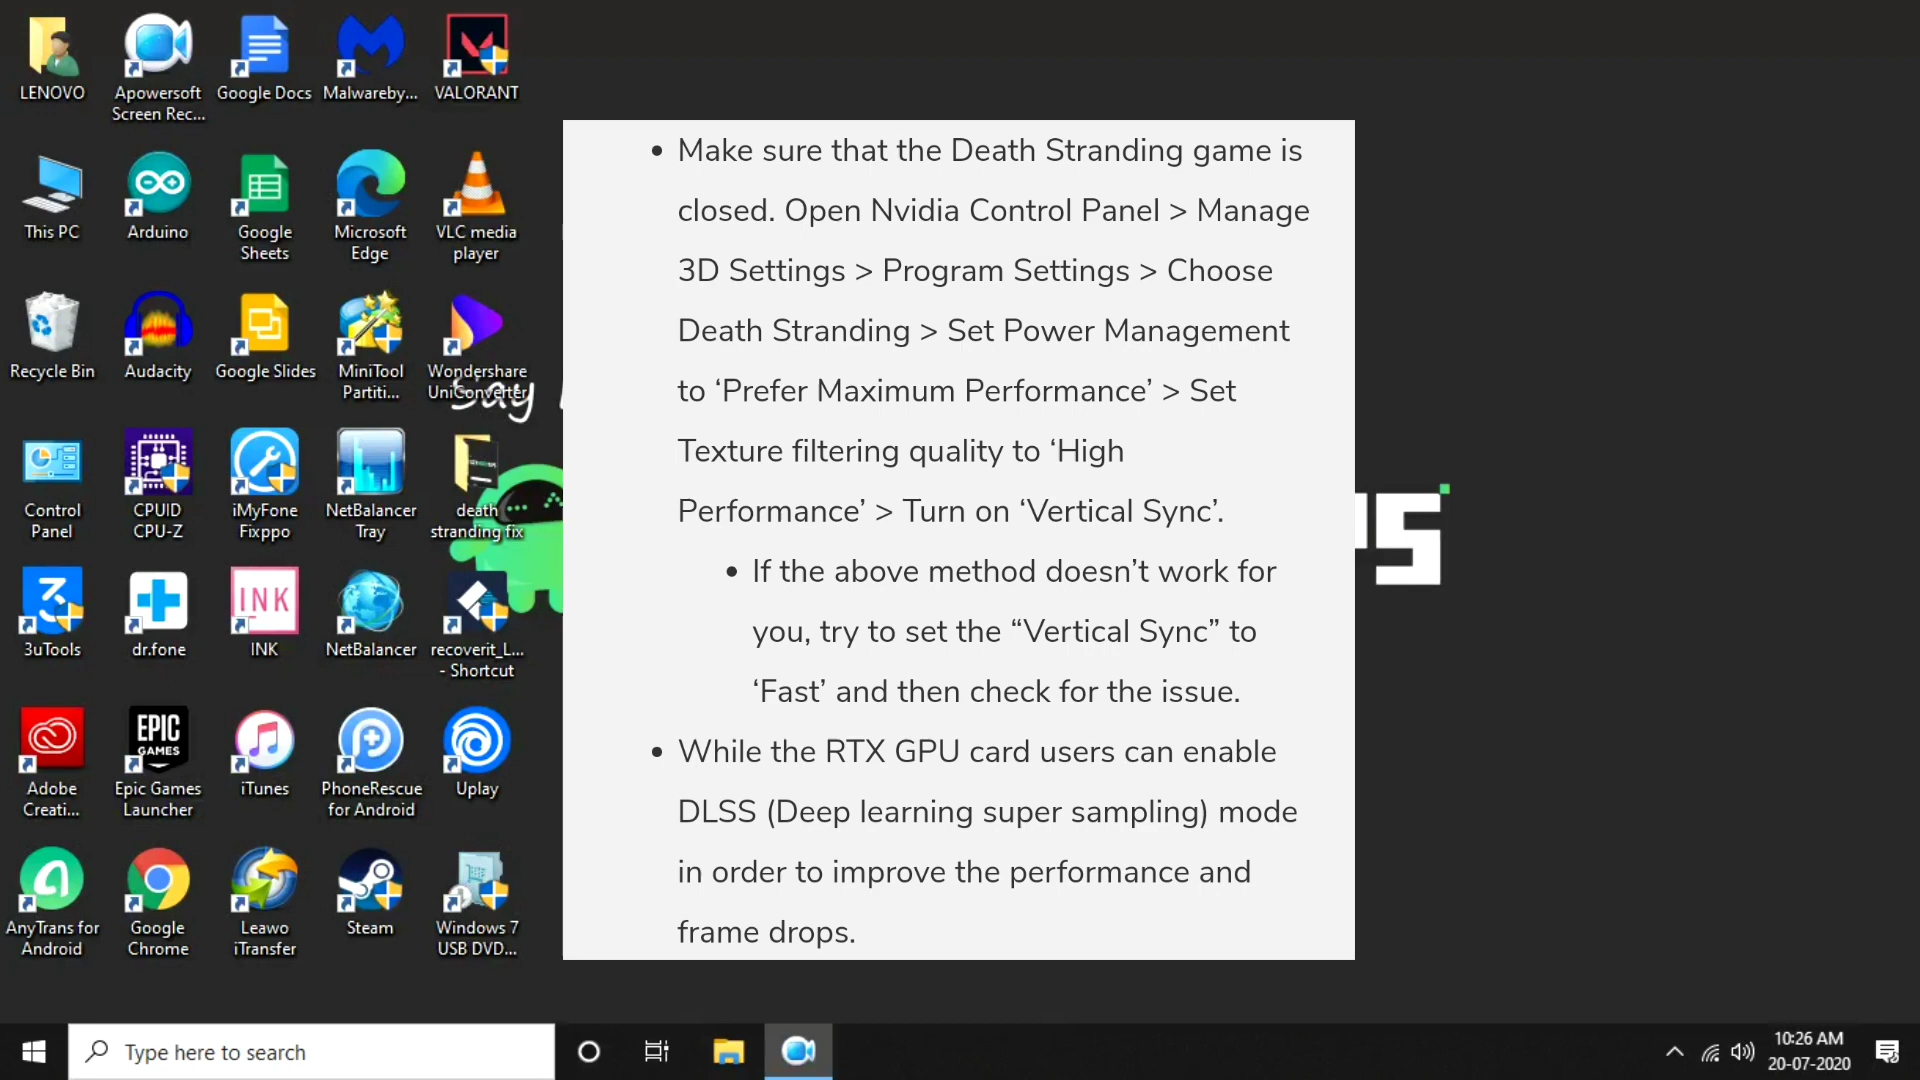 LENOVO
Apowersoft
Screen Rec...
Google Docs
Malwareby...
VALORANT
This PC
Arduino
Google
Sheets
Microsoft
Edge
VLC media
player
Recycle Bin
Audacity
Google Slides
MiniTool
Partiti...
Wondershare
UniConverter
Say
Control
Panel
CPUID
CPU-Z
iMyFone
Fixppo
NetBalancer
Tray
death
stranding fix
3uTools
dr.fone
INK
INK
NetBalancer
recoverit_L...
- Shortcut
Adobe
Creati...
EPIC
GAMES
Epic Games
Launcher
iTunes
PhoneRescue
for Android
Uplay
AnyTrans for
Android
Google
Chrome
Leawo
iTransfer
Steam
Windows 7
USB DVD...
• Make sure that the Death Stranding game is
closed. Open Nvidia Control Panel > Manage
3D Settings > Program Settings > Choose
Death Stranding > Set Power Management
to ‘Prefer Maximum Performance’ > Set
Texture filtering quality to ‘High
Performance’ > Turn on ‘Vertical Sync’.
• If the above method doesn’t work for
you, try to set the “Vertical Sync” to
‘Fast’ and then check for the issue.
• While the RTX GPU card users can enable
DLSS (Deep learning super sampling) mode
in order to improve the performance and
frame drops.
Type here to search
10:26 AM
20-07-2020